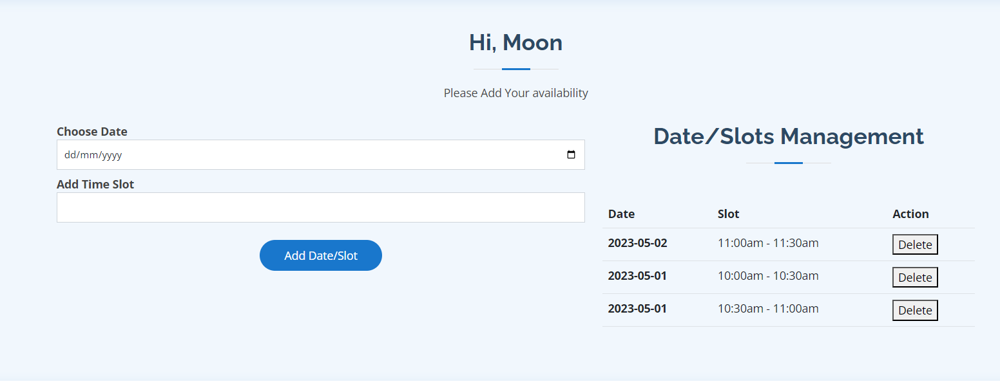 Hi, Moon
Please Add Your availability
Choose Date
dd/mm/yyyy
Add Time Slot
Add Date/Slot
Date/Slots Management
Date Slot Action
2023-05-02 11:00am - 11:30am Delete
2023-05-01 10:00am - 10:30am Delete
2023-05-01 10:30am - 11:00am Delete